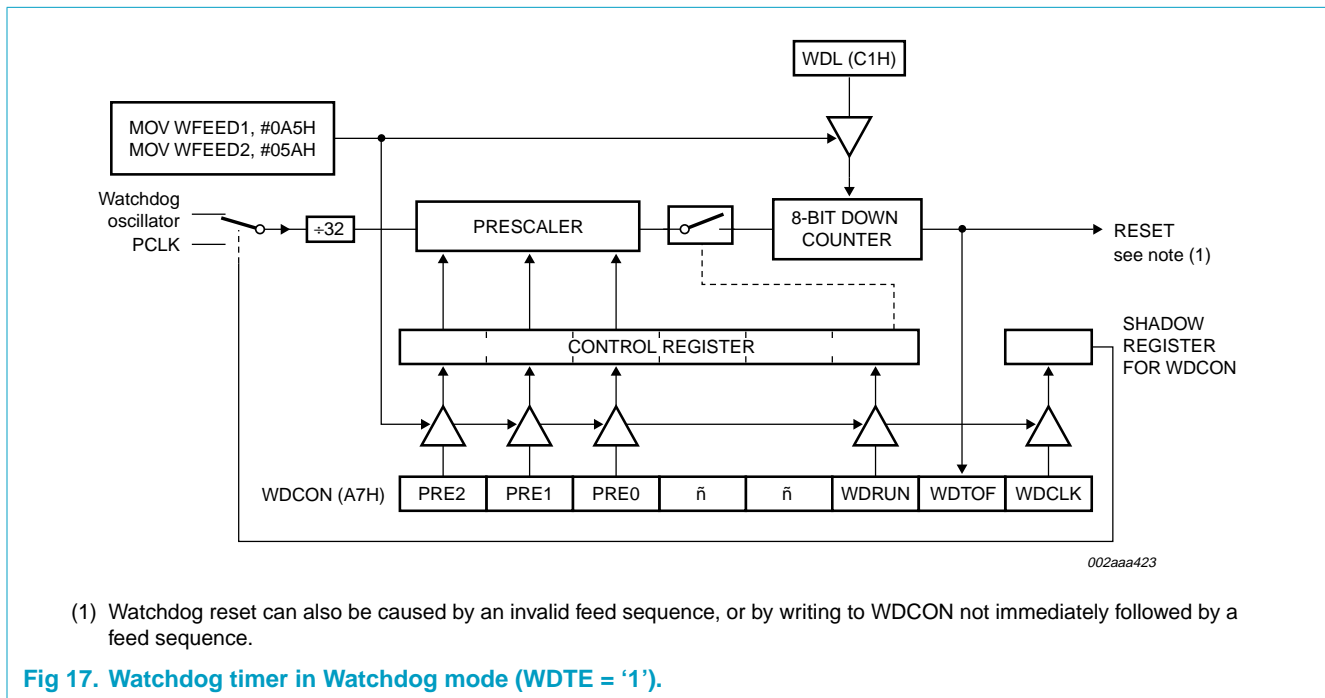 WDL (C1H)
MOV WFEED1, #0A5H
MOV WFEED2, #05AH
Watchdog
oscillator
PCLK
÷32
PRESCALER
8-BIT DOWN
COUNTER
RESET
see note (1)
CONTROL REGISTER
SHADOW
REGISTER
FOR WDCON
WDCON (A7H)
PRE2
PRE1
PRE0
ñ
ñ
WDRUN
WDTOF
WDCLK
002aaa423
(1) Watchdog reset can also be caused by an invalid feed sequence, or by writing to WDCON not immediately followed by a
feed sequence.
Fig 17. Watchdog timer in Watchdog mode (WDTE = ‘1’).